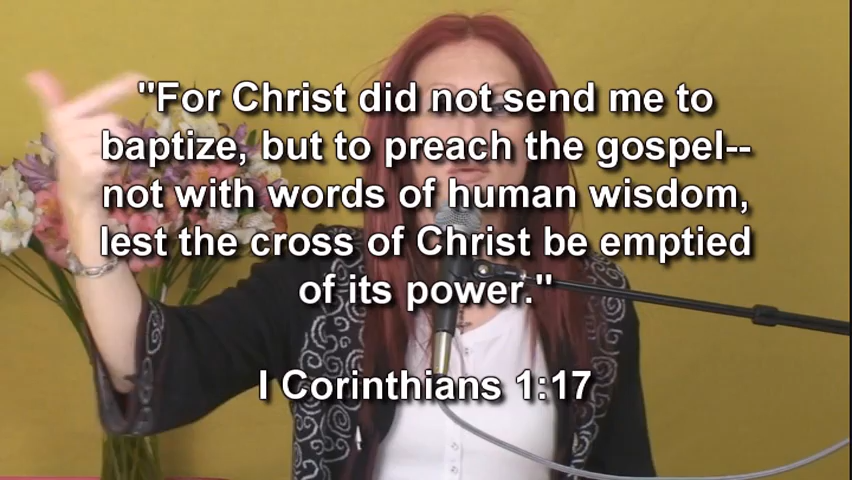 "For Christ did not send me to
baptize, but to preach the gospel--
not with words of human wisdom,
lest the cross of Christ be emptied
of its power."
I Corinthians 1:17